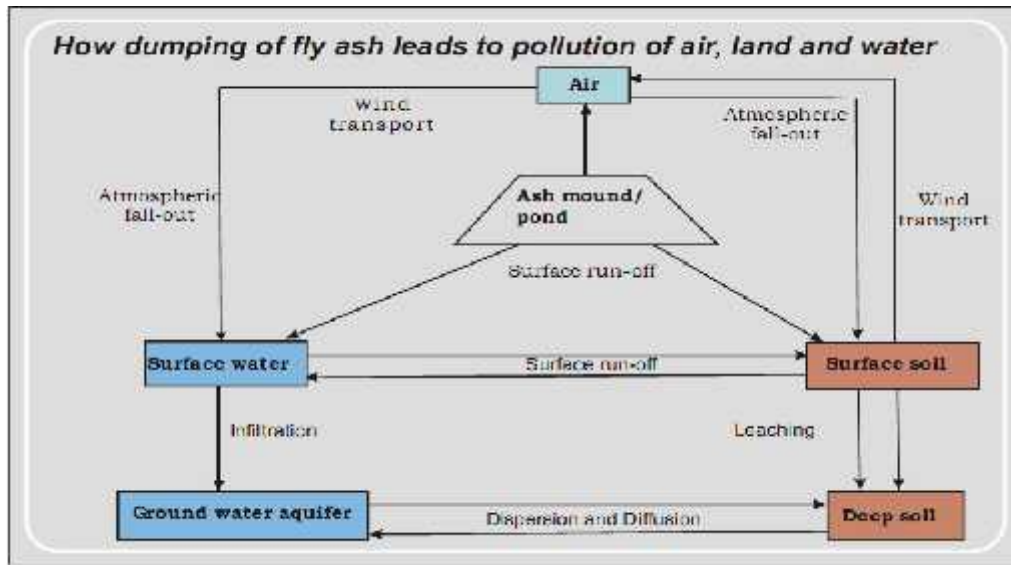 How dumping of fly ash leads to pollution of air, land and water
Air
Wind
transport
Atmospheric
fall-out
Ash mound/
pond
Atmospheric
fall-out
Wind
transport
Surface run-off
Surface water
Surface run-off
Surface soil
Infiltration
Leaching
Ground water aquifer
Dispersion and Diffusion
Deep soil